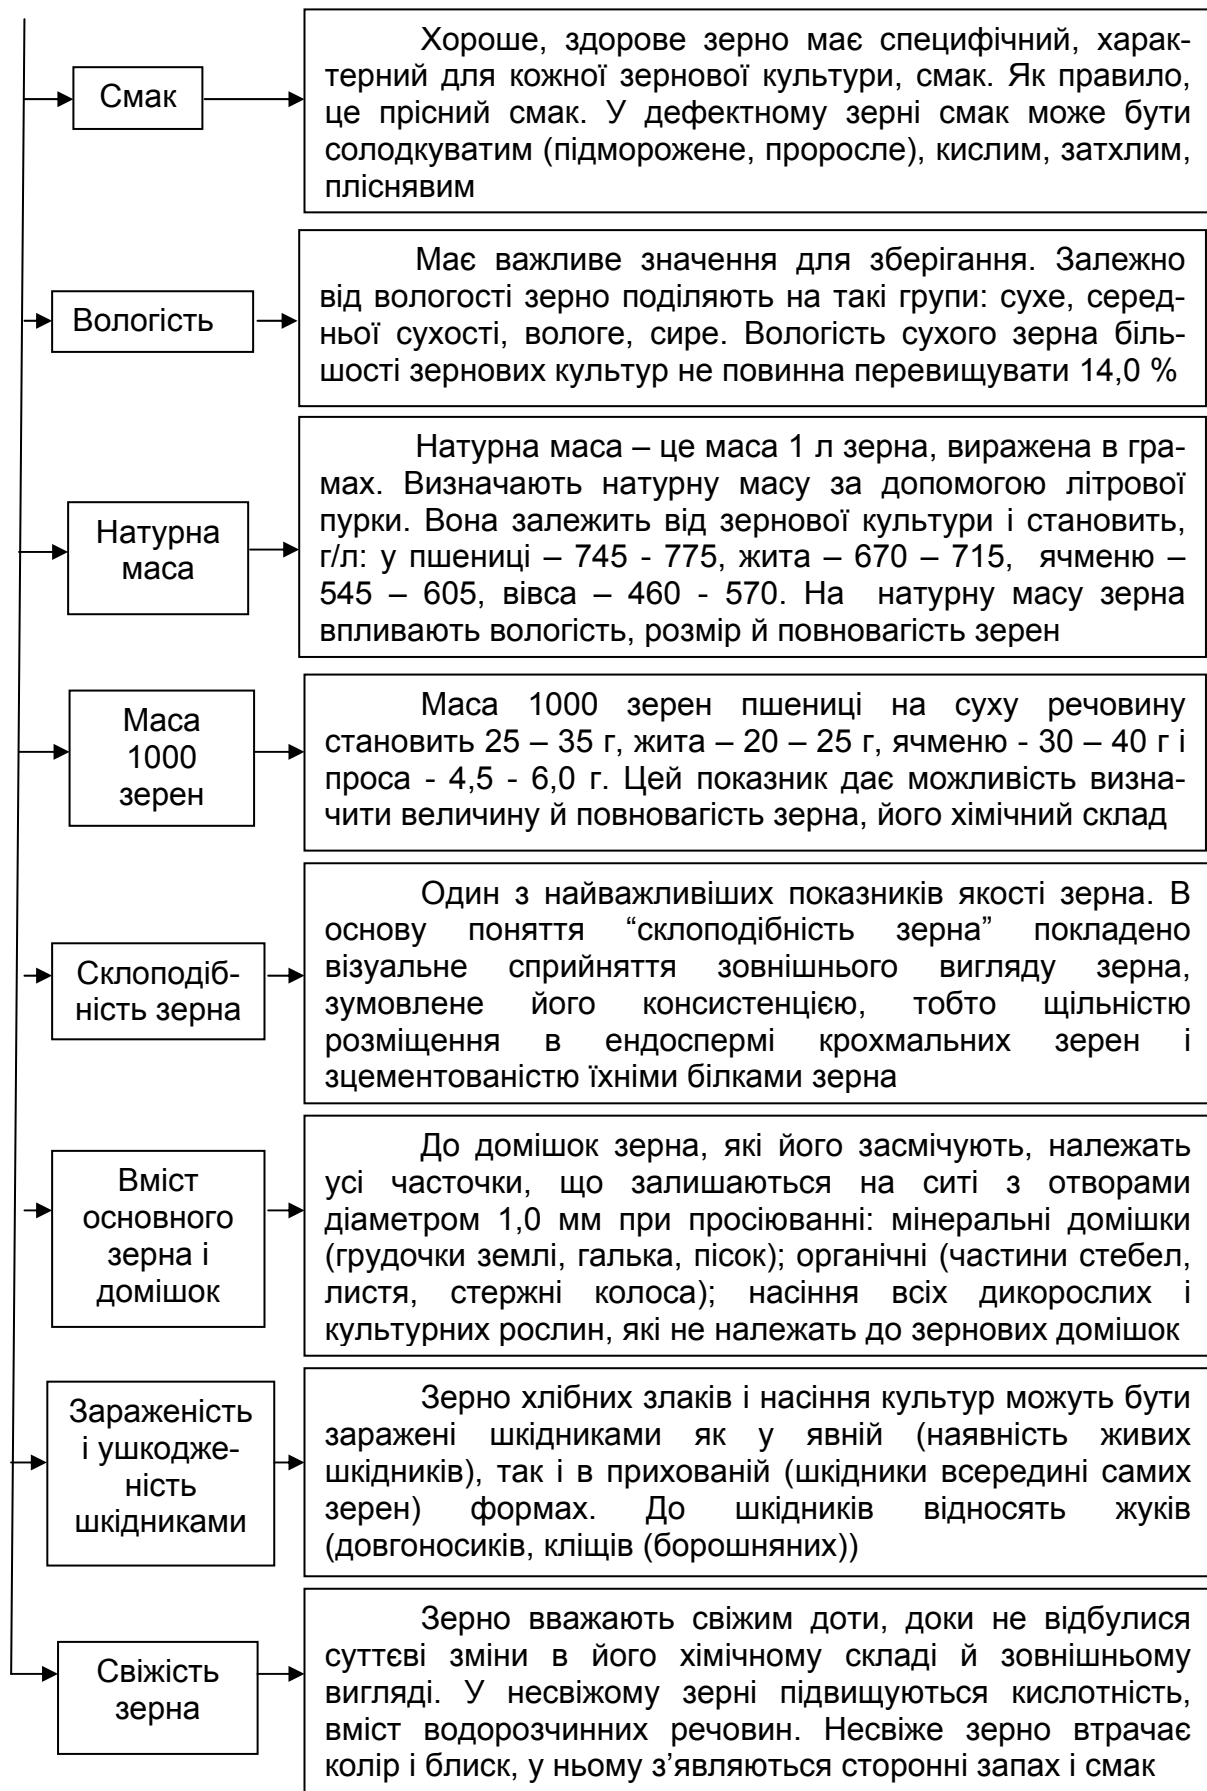 Смак
Хороше, здорове зерно має специфічний, харак-
терний для кожної зернової культури, смак. Як правило,
це прісний смак. У дефектному зерні смак може бути
солодкуватим (підморожене, проросле), кислим, затхлим,
пліснявим
Вологість
Має важливе значення для зберігання. Залежно
від вологості зерно поділяють на такі групи: сухе, серед-
ньої сухості, вологе, сире. Вологість сухого зерна біль-
шості зернових культур не повинна перевищувати 14,0 %
Натурна
маса
Натурна маса – це маса 1 л зерна, виражена в гра-
мах. Визначають натурну масу за допомогою літрової
пурки. Вона залежить від зернової культури і становить,
г/л: у пшениці – 745 - 775, жита – 670 – 715, ячменю –
545 – 605, вівса – 460 - 570. На натурну масу зерна
впливають вологість, розмір й повновагість зерен
Маса
1000
зерен
Маса 1000 зерен пшениці на суху речовину
становить 25 – 35 г, жита – 20 – 25 г, ячменю - 30 – 40 г і
проса - 4,5 - 6,0 г. Цей показник дає можливість визна-
чити величину й повновагість зерна, його хімічний склад
Склоподіб-
ність зерна
Один з найважливіших показників якості зерна. В
основу поняття “склоподібність зерна” покладено
візуальне сприйняття зовнішнього вигляду зерна,
зумовлене його консистенцією, тобто щільністю
розміщення в ендоспермі крохмальних зерен і
зцементованістю їхніми білками зерна
Вміст
основного
зерна і
домішок
До домішок зерна, які його засмічують, належать
усі часточки, що залишаються на ситі з отворами
діаметром 1,0 мм при просіюванні: мінеральні домішки
(грудочки землі, галька, пісок); органічні (частини стебел,
листя, стержні колоса); насіння всіх дикорослих і
культурних рослин, які не належать до зернових домішок
Зараженість
і ушкодже-
ність
шкідниками
Зерно хлібних злаків і насіння культур можуть бути
заражені шкідниками як у явній (наявність живих
шкідників), так і в прихованій (шкідники всередині самих
зерен) формах. До шкідників відносять жуків
(довгоносиків, кліщів (борошняних))
Свіжість
зерна
Зерно вважають свіжим доти, доки не відбулися
суттєві зміни в його хімічному складі й зовнішньому
вигляді. У несвіжому зерні підвищуються кислотність,
вміст водорозчинних речовин. Несвіже зерно втрачає
колір і блиск, у ньому з’являються сторонні запах і смак